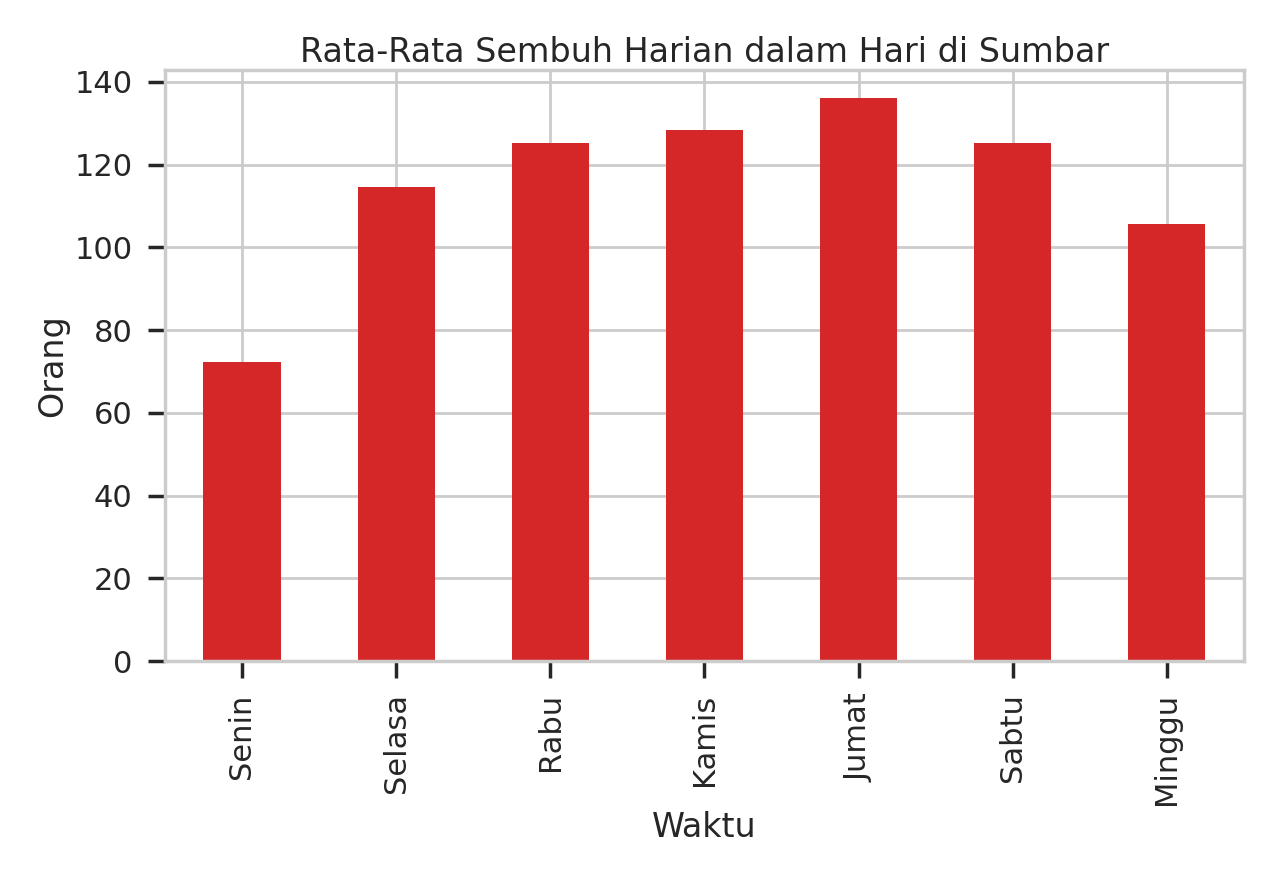 Rata-Rata Sembuh Harian dalam Hari di Sumbar
140
120
100
80
60
40
20
0
Orang
Senin
Selasa
Rabu
Kamis
Jumat
Sabtu
Minggu
Waktu